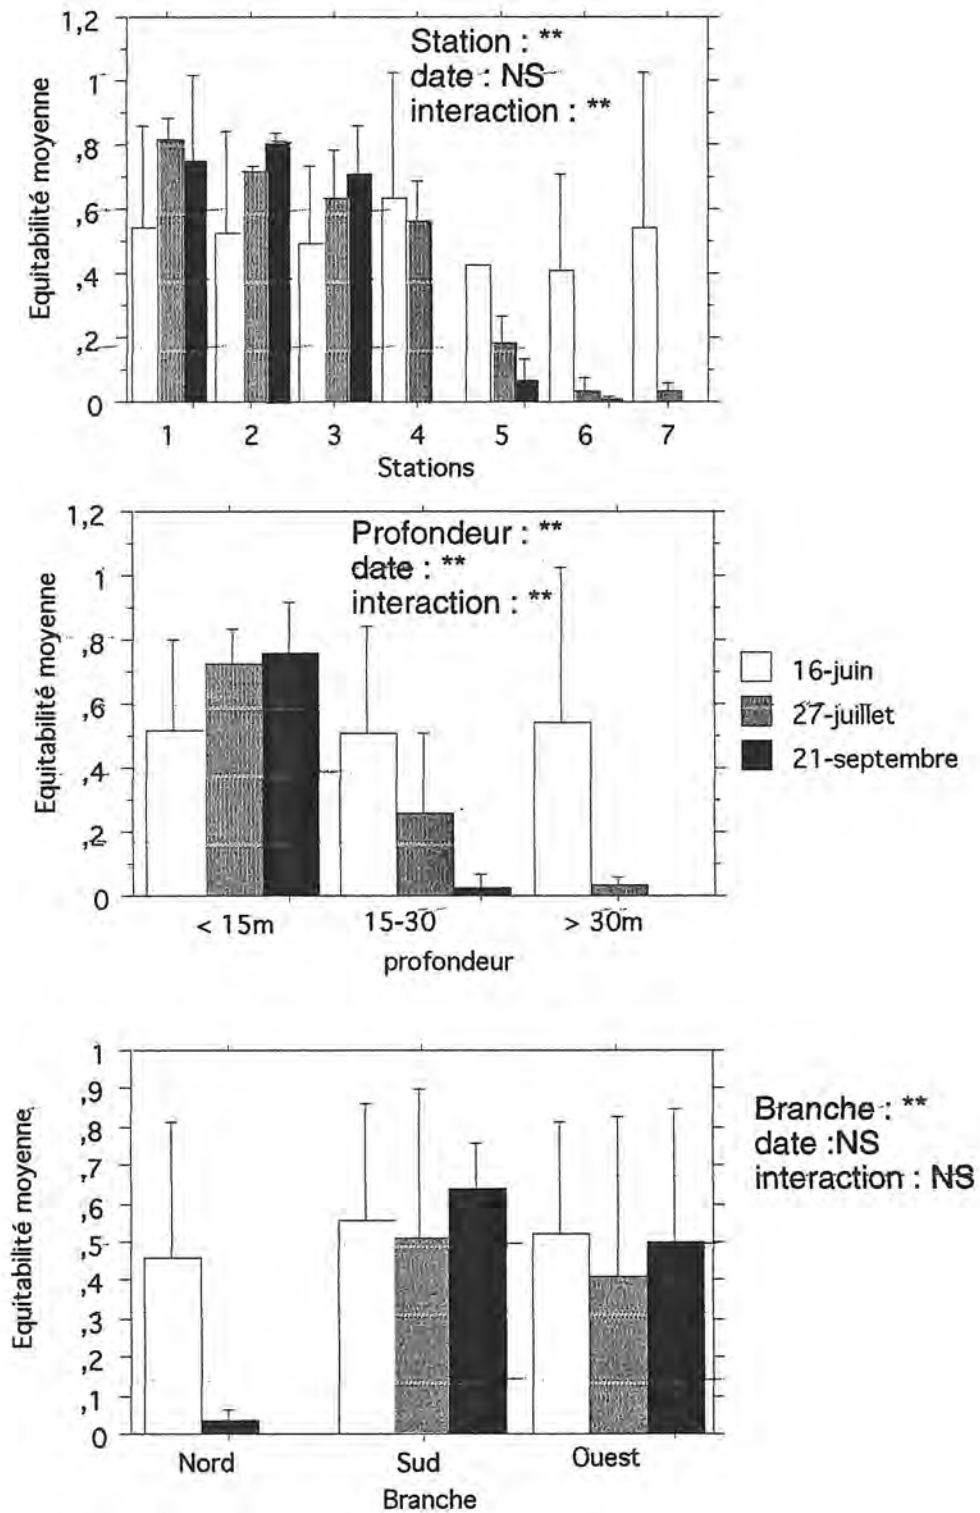 1,2
1
,8
,6
,4
,2
0
Equitabilité moyenne
Station : **
date : NS
interaction : **
1 2 3 4 5 6 7
Stations
1,2
1
,8
,6
,4
,2
0
Equitabilité moyenne
Profondeur : **
date : **
interaction : **
< 15m 15-30 > 30m
profondeur
16-juin
27-juillet
21-septembre
1
,9
,8
,7
,6
,5
,4
,3
,2
,1
0
Equitabilité moyenne
Branche : **
date :NS
interaction : NS
Nord Sud Ouest
Branche